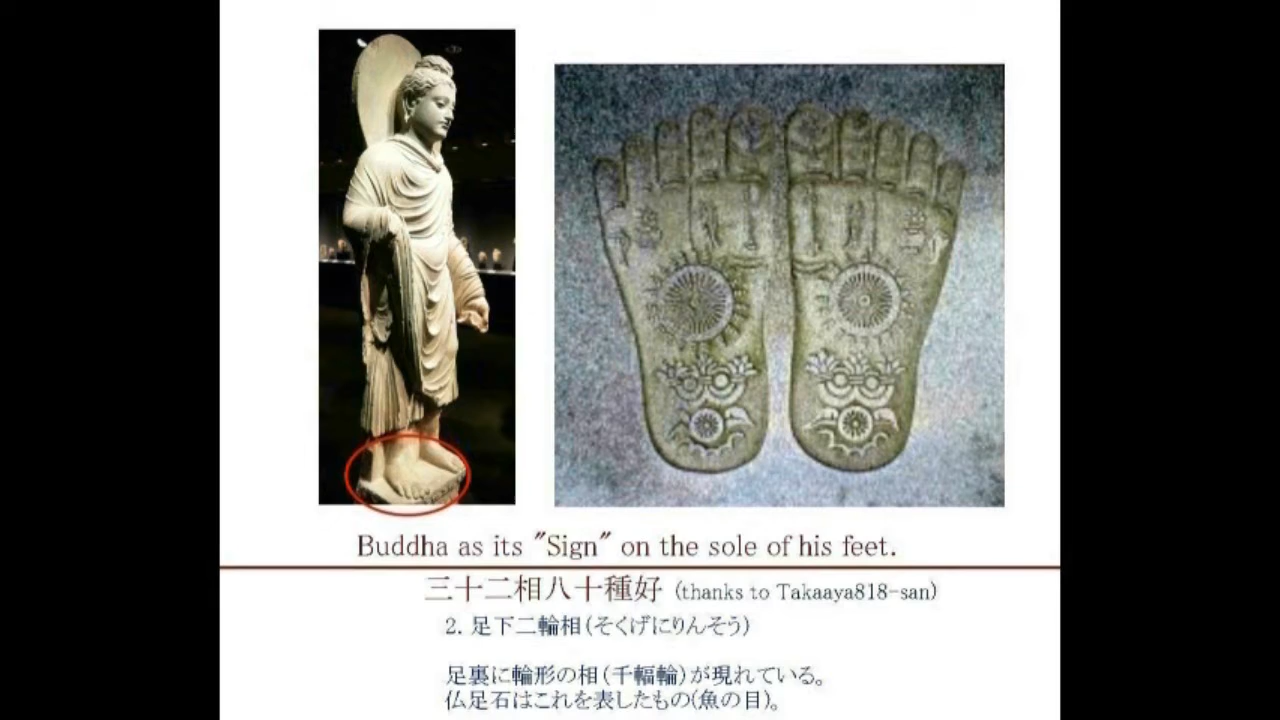 Buddha as its "Sign" on the sole of his feet.
三十二相八十種好 (thanks to Takaaya818-san)
2. 足下二輪相(そくげにりんそう)
足裏に輪形の相(千幅輪)が現れている。
仏足石はこれを表したもの(魚の目)。